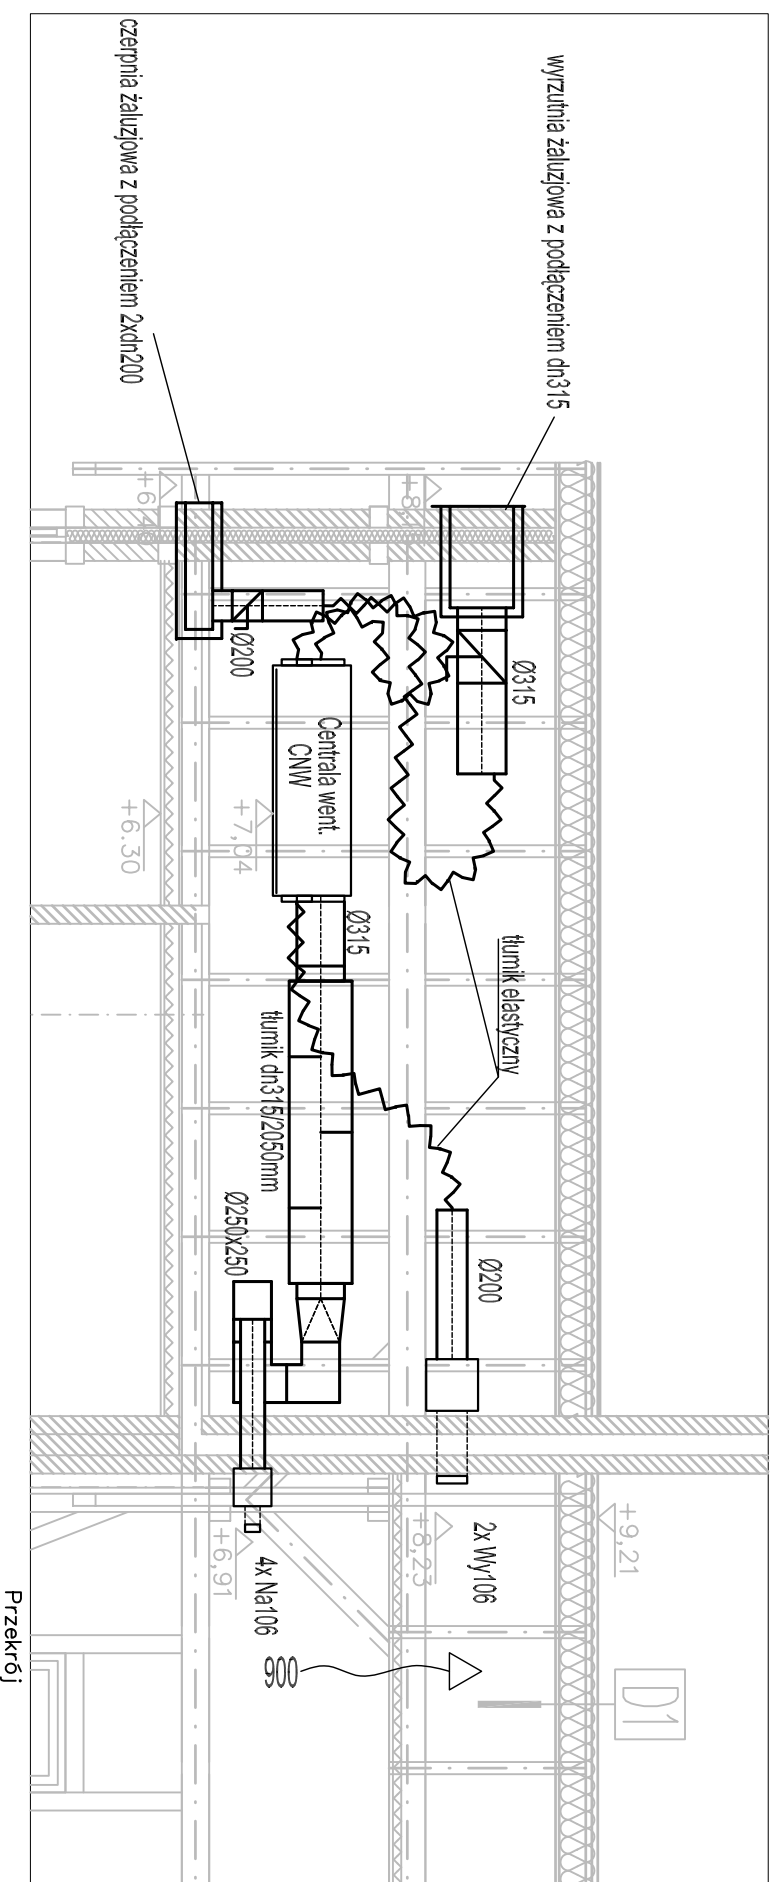 wyrzutnia żaluzjowa z podłączeniem dn315
czerpnia żaluzjowa z podłączeniem 2xdn200
Ø315
Ø200
Centrala went.
CNW
+7,04
+6.30
Ø315
tłumik elastyczny
tłumik dn315/2050mm
Ø250x250
Ø200
+9,21
2x Wy106
+8,23
4x Na106
+6,91
900
D1
Przekrój